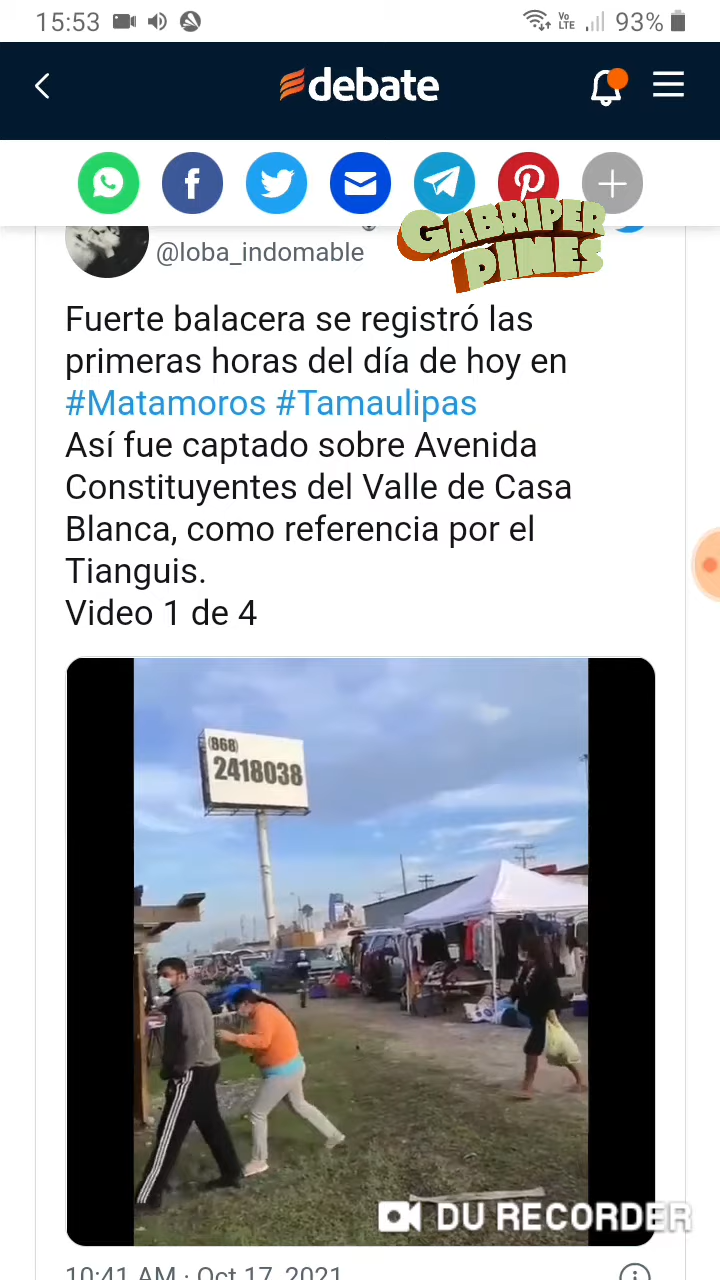 15:53
Vo
LTE
93%
debate
GABRIPER
PINES
@loba_indomable
Fuerte balacera se registró las
primeras horas del día de hoy en
#Matamoros #Tamaulipas
Así fue captado sobre Avenida
Constituyentes del Valle de Casa
Blanca, como referencia por el
Tianguis.
Video 1 de 4
(868)
2418038
DU RECORDER
10:41 AM · Oct 17, 2021